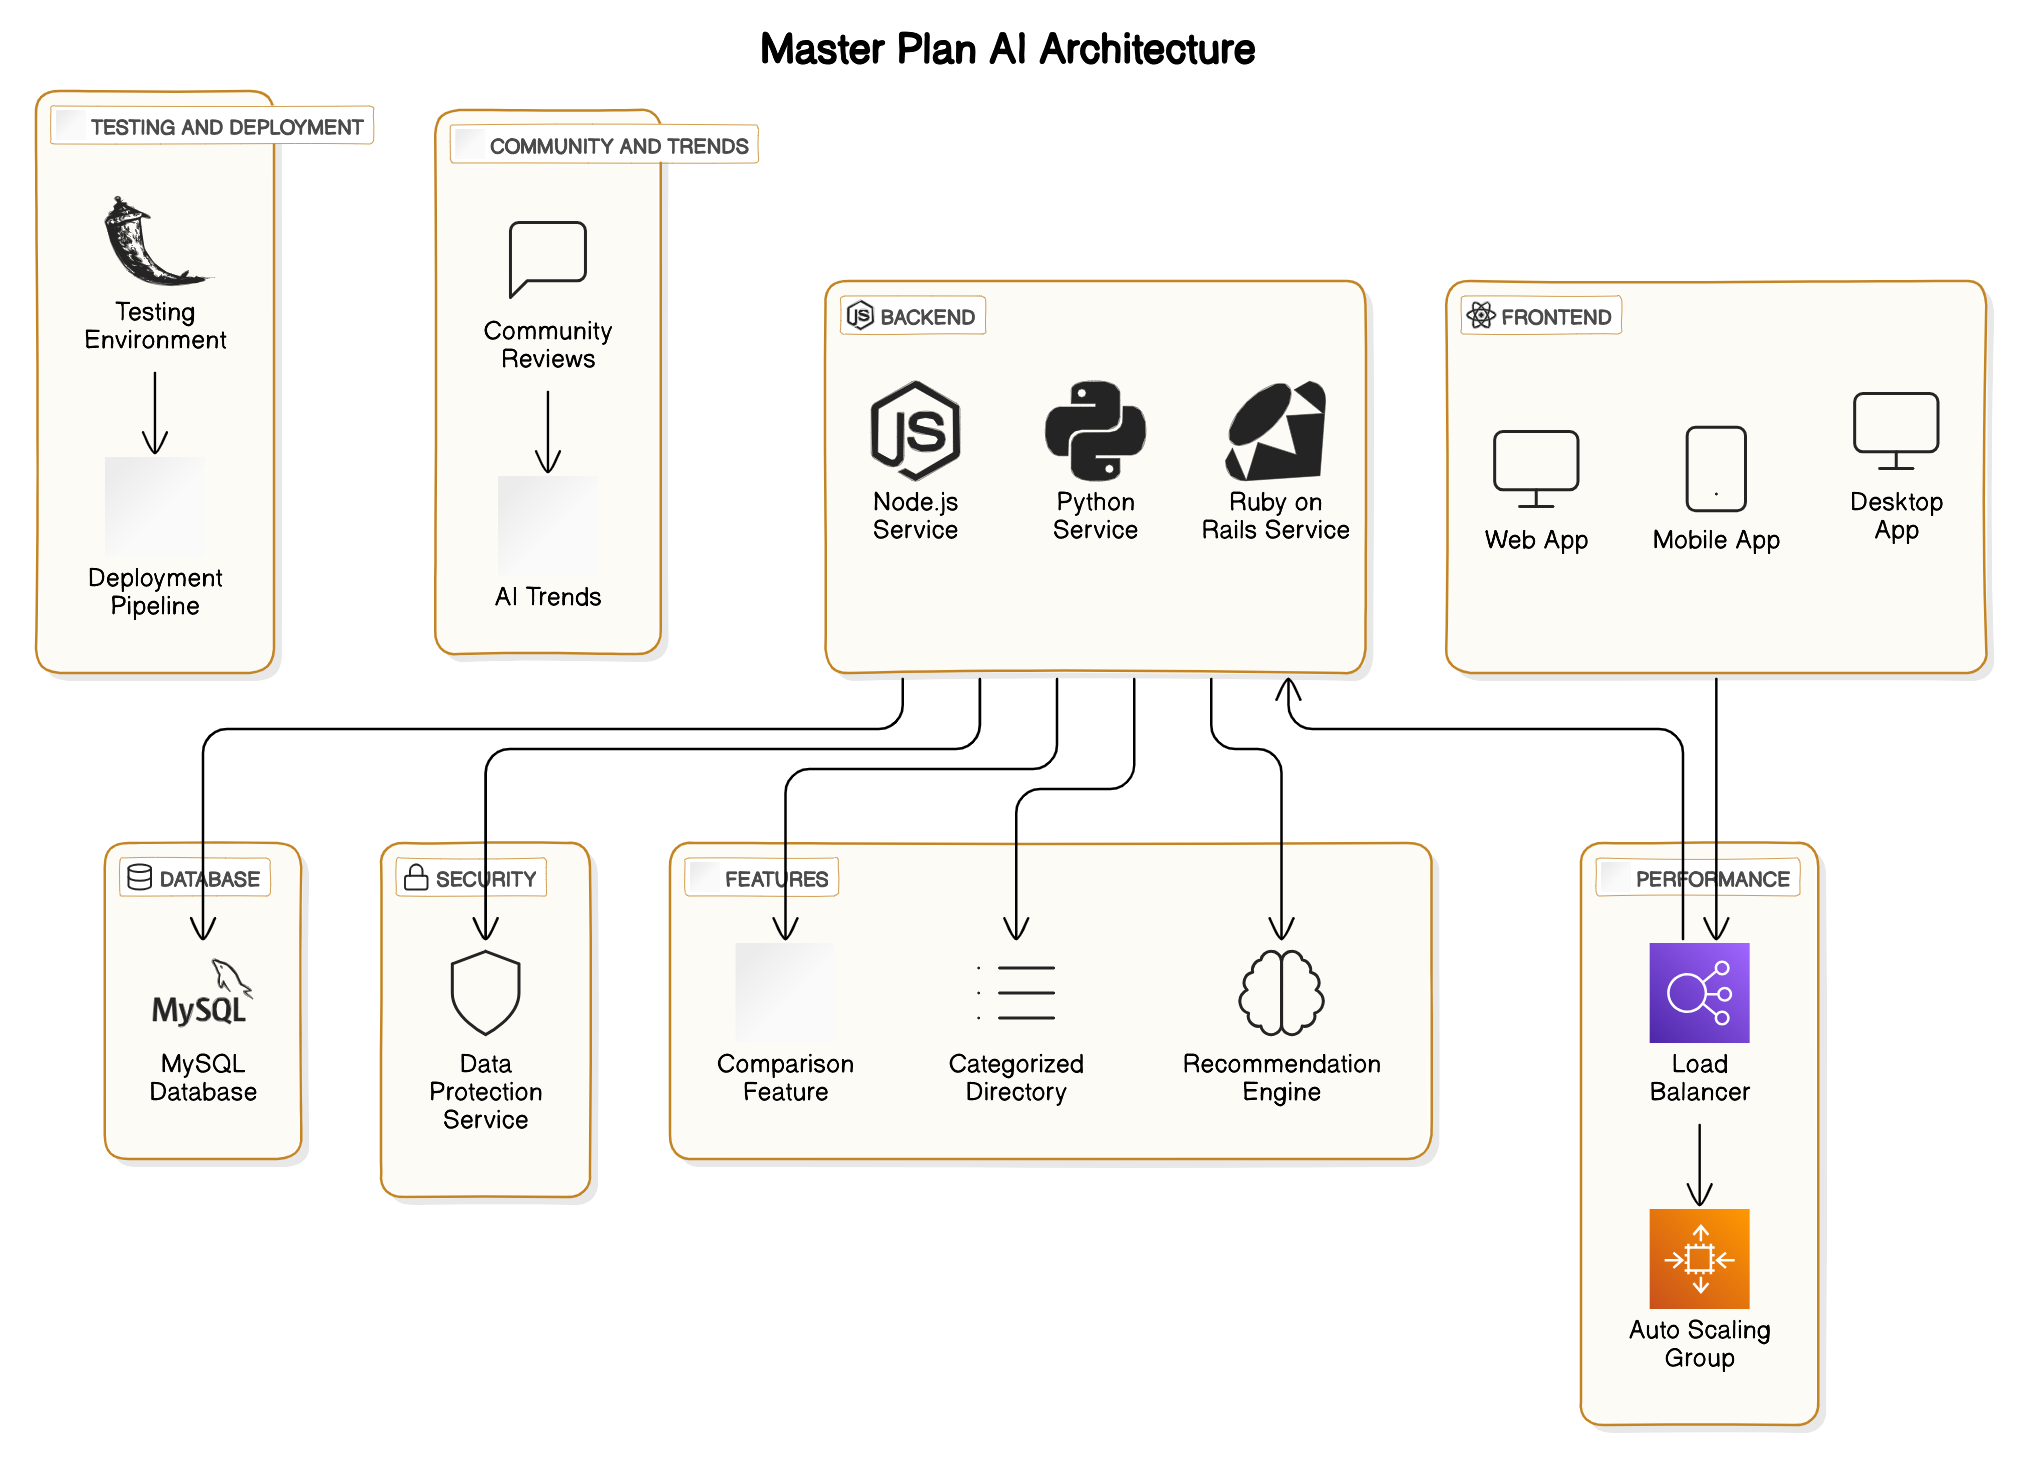 Master Plan AI Architecture
TESTING AND DEPLOYMENT
Testing
Environment
Deployment
Pipeline
COMMUNITY AND TRENDS
Community
Reviews
AI Trends
JS BACKEND
JS
Node.js
Service
Python
Service
Ruby on
Rails Service
FRONTEND
Web App
Mobile App
Desktop
App
DATABASE
MySQL
MySQL
Database
SECURITY
Data
Protection
Service
FEATURES
Comparison
Feature
Categorized
Directory
Recommendation
Engine
PERFORMANCE
Load
Balancer
Auto Scaling
Group